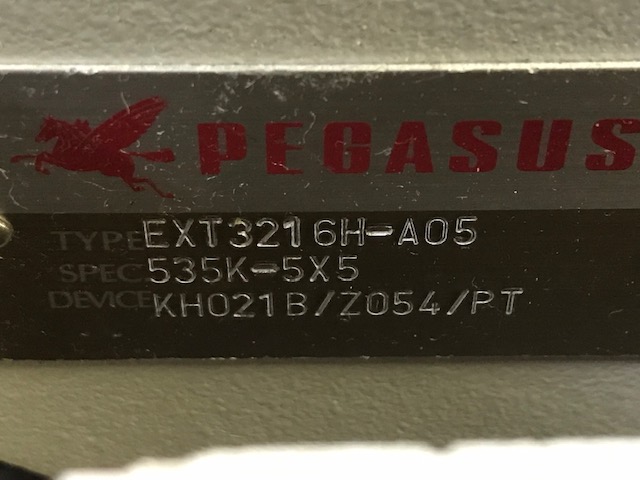 PEGASUS
TYPE EXT3216H-A05
SPEC. 535K-5X5
DEVICE KH021B/Z054/PT